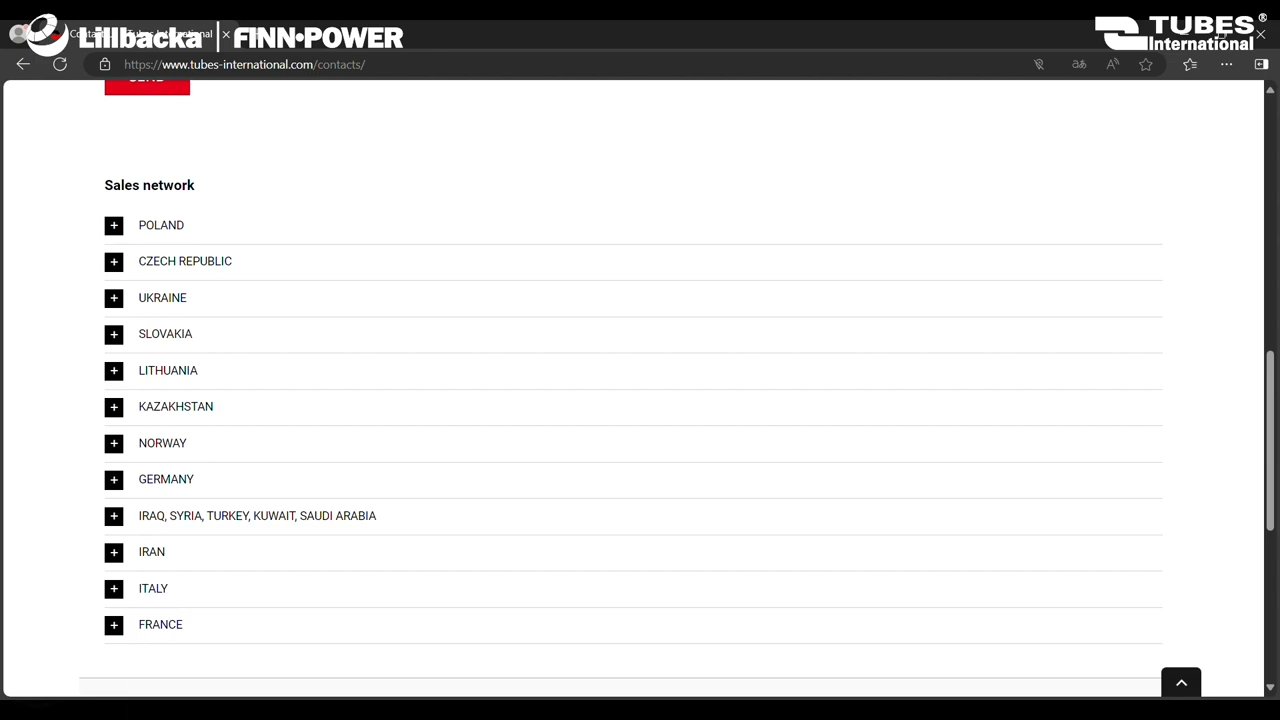 Lillbacka FINN-POWER
TUBES®
International
https://www.tubes-international.com/contacts/
Sales network
POLAND
CZECH REPUBLIC
UKRAINE
SLOVAKIA
LITHUANIA
KAZAKHSTAN
NORWAY
GERMANY
IRAQ, SYRIA, TURKEY, KUWAIT, SAUDI ARABIA
IRAN
ITALY
FRANCE